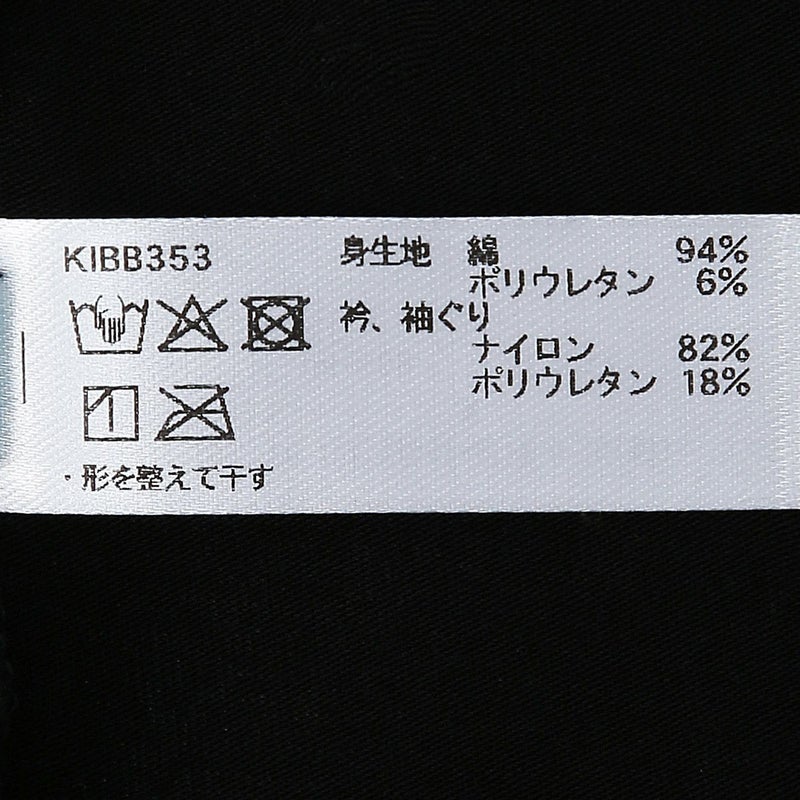 KIBB353
身生地 綿 94%
ポリウレタン 6%
衿、袖ぐり
ナイロン 82%
ポリウレタン 18%
・形を整えて干す